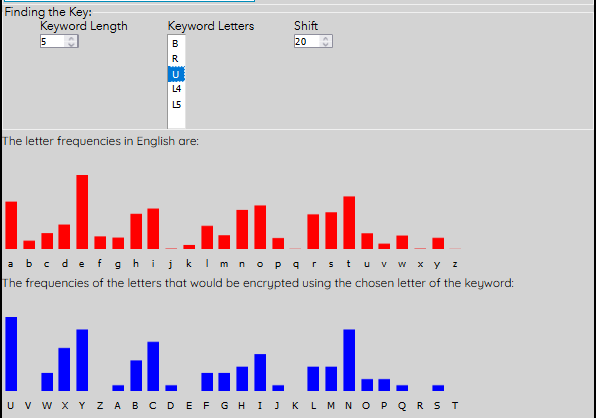 Finding the Key:
Keyword Length Keyword Letters Shift
5 B 20
R
U
L4
L5
The letter frequencies in English are:
a b c d e f g h i j k l m n o p q r s t u v w x y z
The frequencies of the letters that would be encrypted using the chosen letter of the keyword:
U V W X Y Z A B C D E F G H I J K L M N O P Q R S T